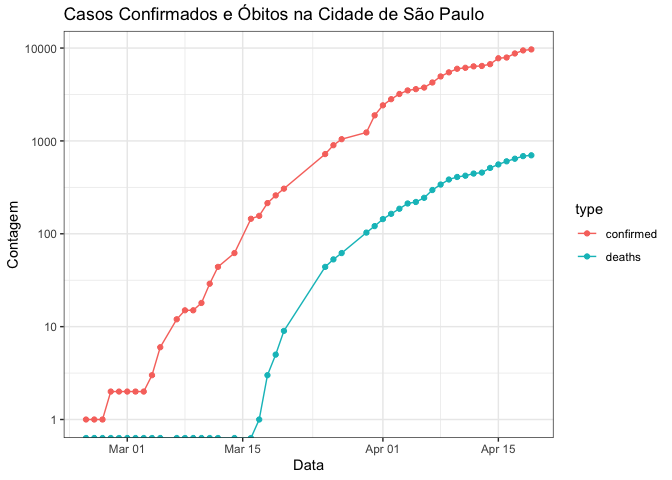 Casos Confirmados e Óbitos na Cidade de São Paulo
10000
1000
100
10
1
Contagem
Mar 01 Mar 15 Apr 01 Apr 15
Data
type
confirmed
deaths